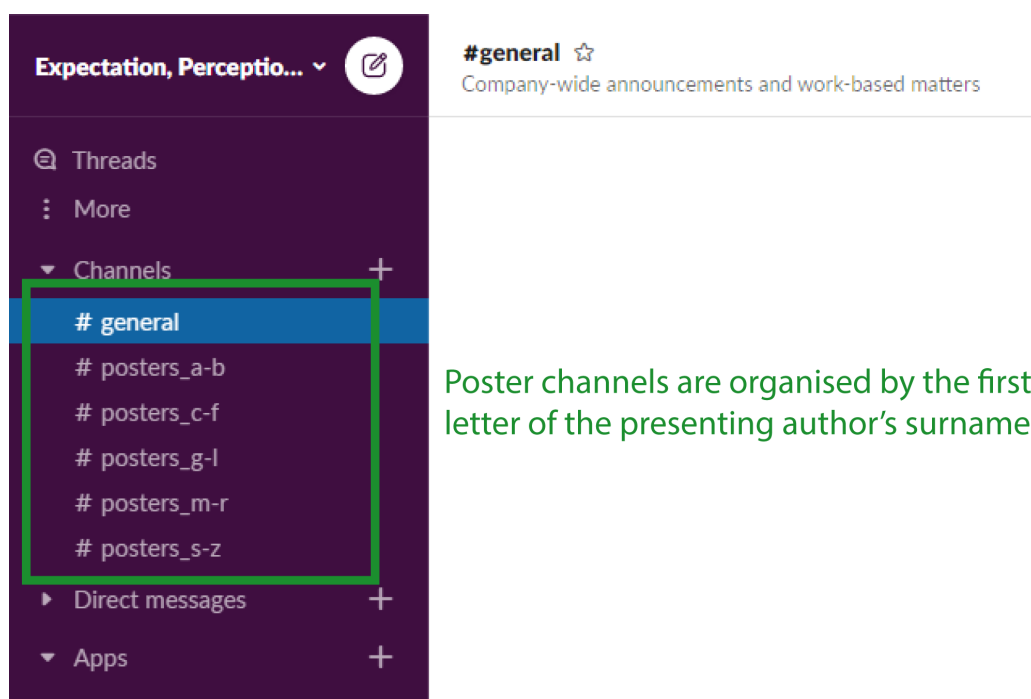 Expectation, Perceptio...
#general
Company-wide announcements and work-based matters
Threads
More
Channels
# general
# posters_a-b
# posters_c-f
# posters_g-l
# posters_m-r
# posters_s-z
Direct messages
Apps
Poster channels are organised by the first
letter of the presenting author’s surname